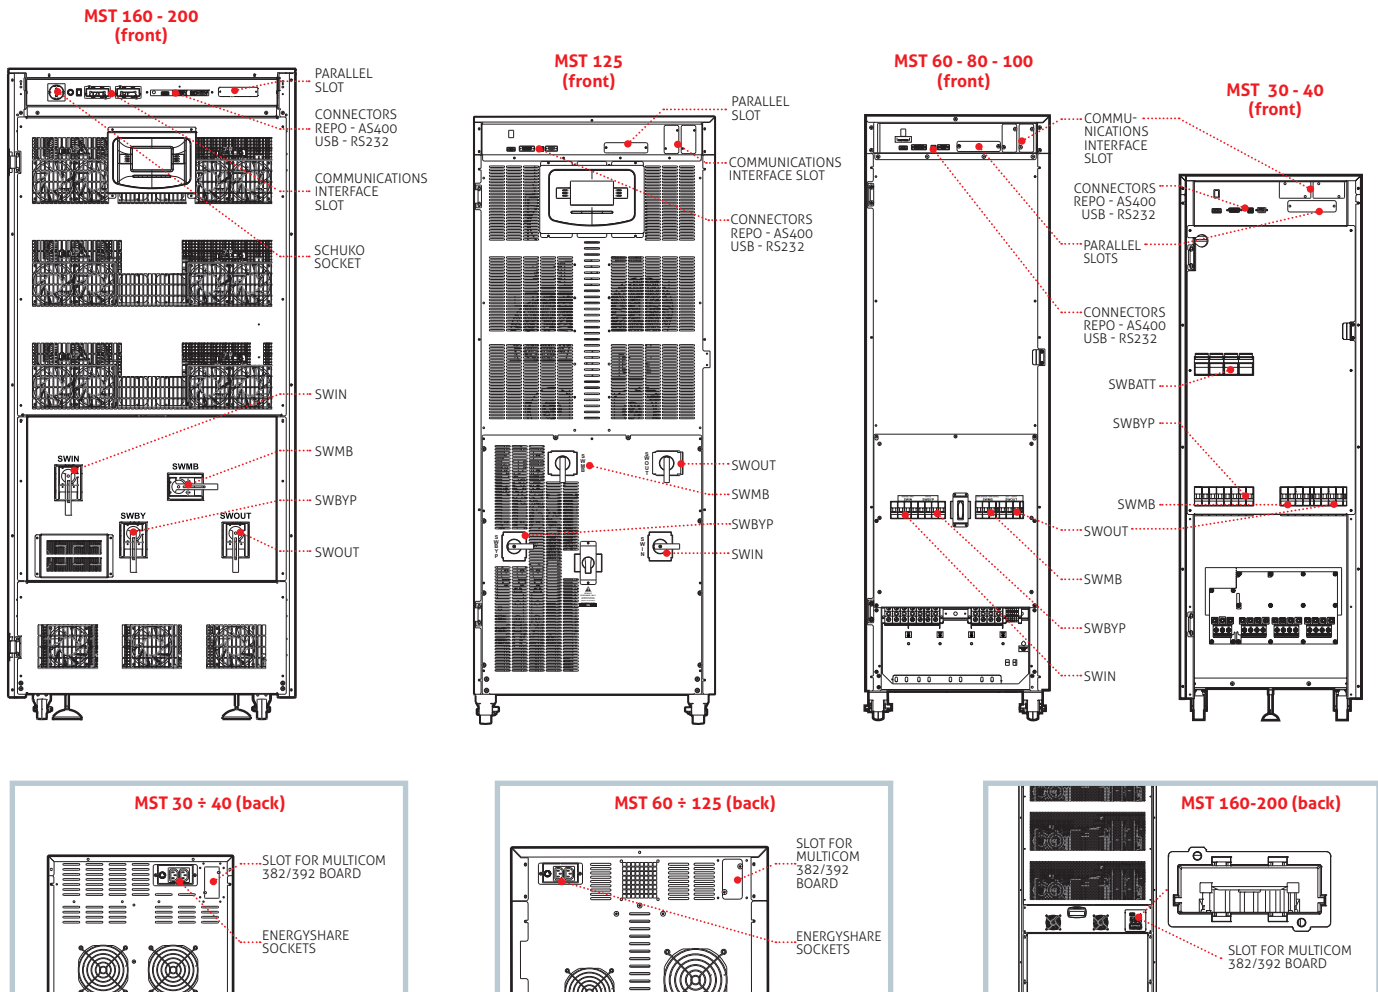 MST 160 - 200
(front)
PARALLEL
SLOT
CONNECTORS
REPO - AS400
USB - RS232
COMMUNICATIONS
INTERFACE
SLOT
SCHUKO
SOCKET
SWIN
SWMB
SWBYP
SWOUT
SWIN
SWMB
SWBY
SWOUT
MST 125
(front)
PARALLEL
SLOT
COMMUNICATIONS
INTERFACE SLOT
CONNECTORS
REPO - AS400
USB - RS232
SWOUT
SWMB
SWBYP
SWIN
SWMB
SWOUT
SWBYP
SWIN
MST 60 - 80 - 100
(front)
COMMU-
NICATIONS
INTERFACE
SLOT
CONNECTORS
REPO - AS400
USB - RS232
PARALLEL
SLOTS
CONNECTORS
REPO - AS400
USB - RS232
SWBATT
SWBYP
SWMB
SWOUT
SWMB
SWBYP
SWIN
MST 30 - 40
(front)
MST 30 ÷ 40 (back)
SLOT FOR MULTICOM
382/392 BOARD
ENERGYSHARE
SOCKETS
MST 60 ÷ 125 (back)
SLOT FOR
MULTICOM
382/392
BOARD
ENERGYSHARE
SOCKETS
MST 160-200 (back)
SLOT FOR MULTICOM
382/392 BOARD